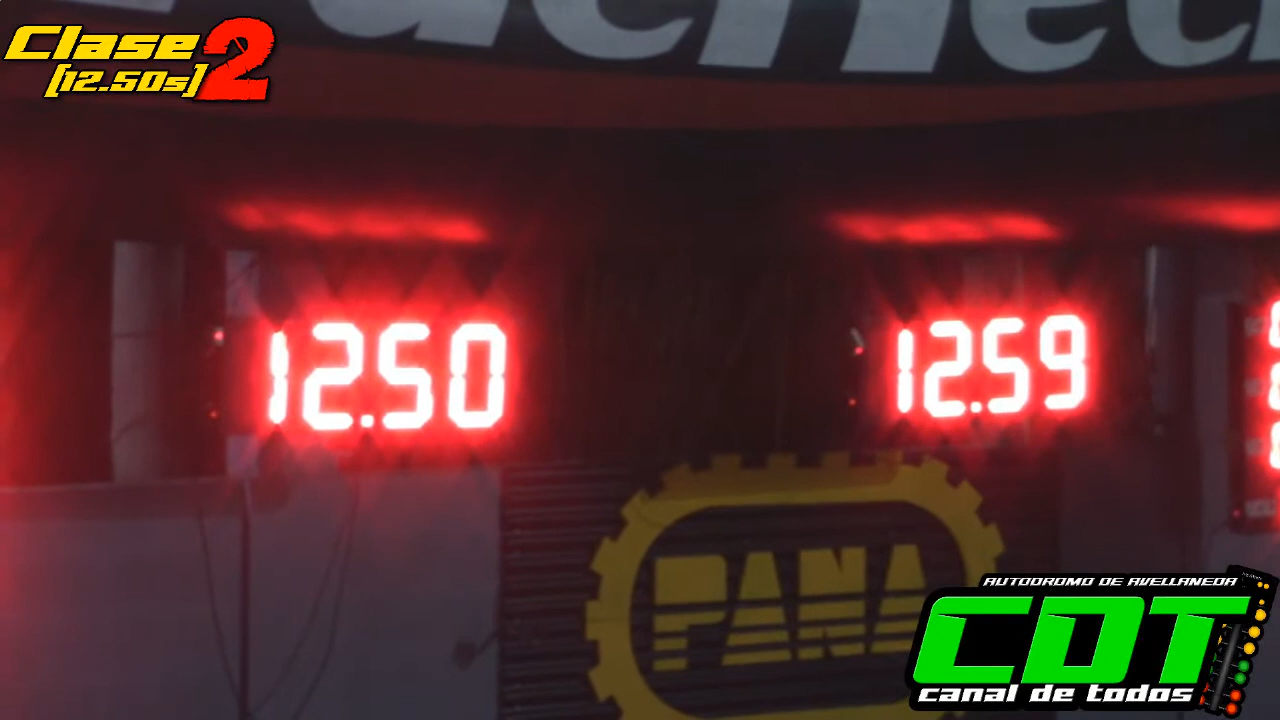 Clase 2
[12.50s]
12.50
12.59
PANA
AUTODROMO DE AVELLANEDA
CDT
canal de todos